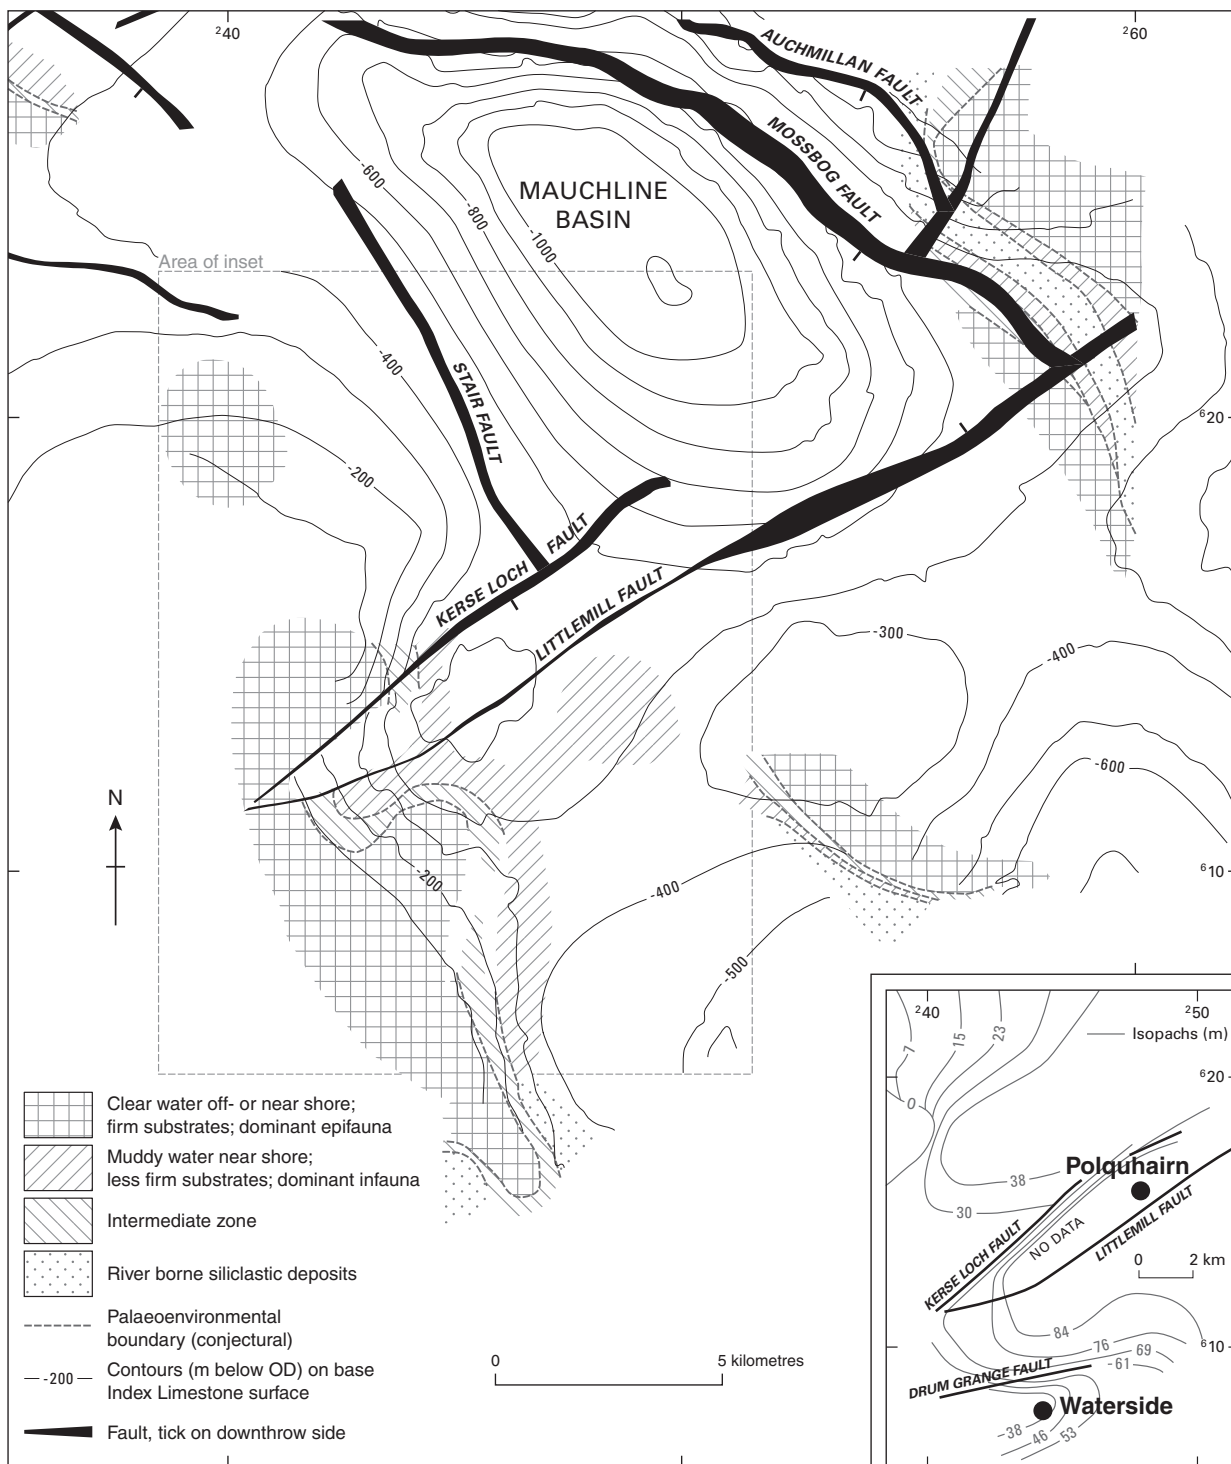 ²40
²60
AUCHMILLAN FAULT
MOSSBOG FAULT
MAUCHLINE
BASIN
-600
-800
-1000
Area of inset
-400
STAIR FAULT
⁶20
-200
KERSE LOCH FAULT
LITTLEMILL FAULT
-300
-400
-600
N
-200
-400
⁶10
-500
Clear water off- or near shore;
firm substrates; dominant epifauna
Muddy water near shore;
less firm substrates; dominant infauna
Intermediate zone
River borne siliclastic deposits
Palaeoenvironmental
boundary (conjectural)
-200
Contours (m below OD) on base
Index Limestone surface
Fault, tick on downthrow side
0
5 kilometres
²40
²50
7
15
23
Isopachs (m)
⁶20
0
Polquhairn
38
30
KERSE LOCH FAULT
NO DATA
LITTLEMILL FAULT
0
2 km
84
76
69
⁶10
61
DRUM GRANGE FAULT
Waterside
38
46
53